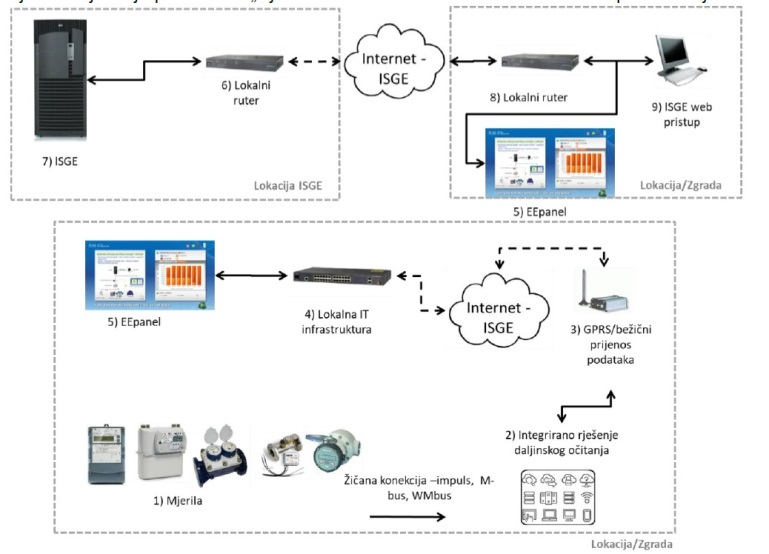 Internet -
ISGE
6) Lokalni
ruter
8) Lokalni ruter
9) ISGE web
pristup
7) ISGE
Lokacija ISGE
Lokacija/Zgrada
5) EEpanel
5) EEpanel
4) Lokalna IT
infrastruktura
Internet -
ISGE
3) GPRS/bežični
prijenos
podataka
2) Integrirano rješenje
daljinskog očitanja
1) Mjerila
Žičana konekcija –impuls, M-
bus, WMbus
Lokacija/Zgrada